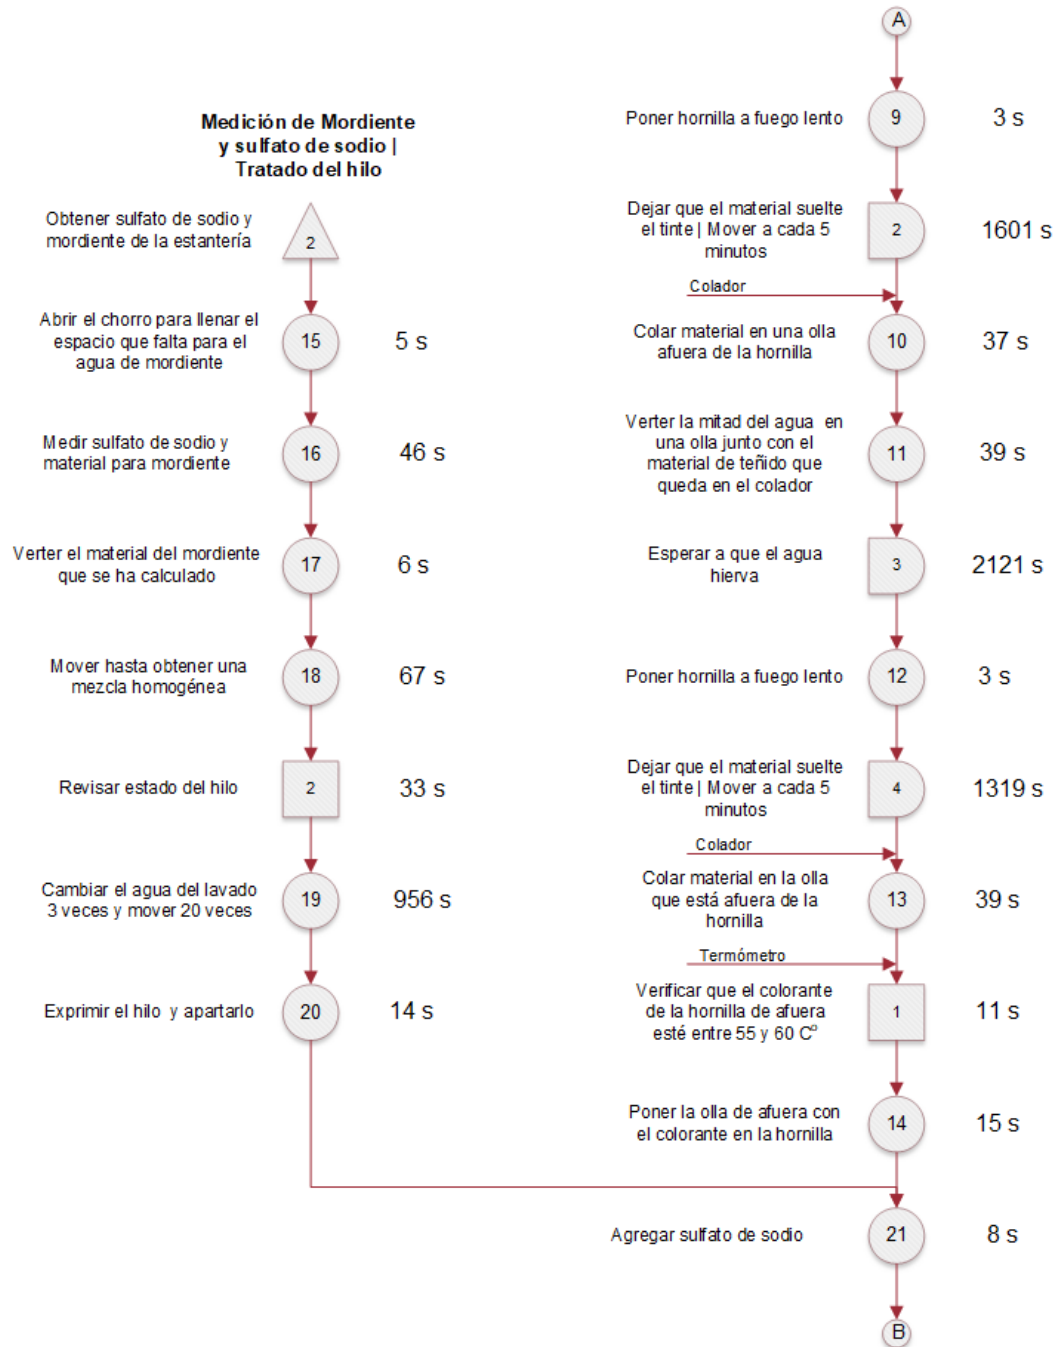 Medición de Mordiente
y sulfato de sodio |
Tratado del hilo
Obtener sulfato de sodio y
mordiente de la estantería
2
Abrir el chorro para llenar el
espacio que falta para el
agua de mordiente
15
5 s
Medir sulfato de sodio y
material para mordiente
16
46 s
Verter el material del mordiente
que se ha calculado
17
6 s
Mover hasta obtener una
mezcla homogénea
18
67 s
Revisar estado del hilo
2
33 s
Cambiar el agua del lavado
3 veces y mover 20 veces
19
956 s
Exprimir el hilo y apartarlo
20
14 s
A
Poner hornilla a fuego lento
9
3 s
Dejar que el material suelte
el tinte | Mover a cada 5
minutos
2
1601 s
Colador
Colar material en una olla
afuera de la hornilla
10
37 s
Verter la mitad del agua en
una olla junto con el
material de teñido que
queda en el colador
11
39 s
Esperar a que el agua
hierva
3
2121 s
Poner hornilla a fuego lento
12
3 s
Dejar que el material suelte
el tinte | Mover a cada 5
minutos
4
1319 s
Colador
Colar material en la olla
que está afuera de la
hornilla
13
39 s
Termómetro
Verificar que el colorante
de la hornilla de afuera
esté entre 55 y 60 C°
1
11 s
Poner la olla de afuera con
el colorante en la hornilla
14
15 s
Agregar sulfato de sodio
21
8 s
B